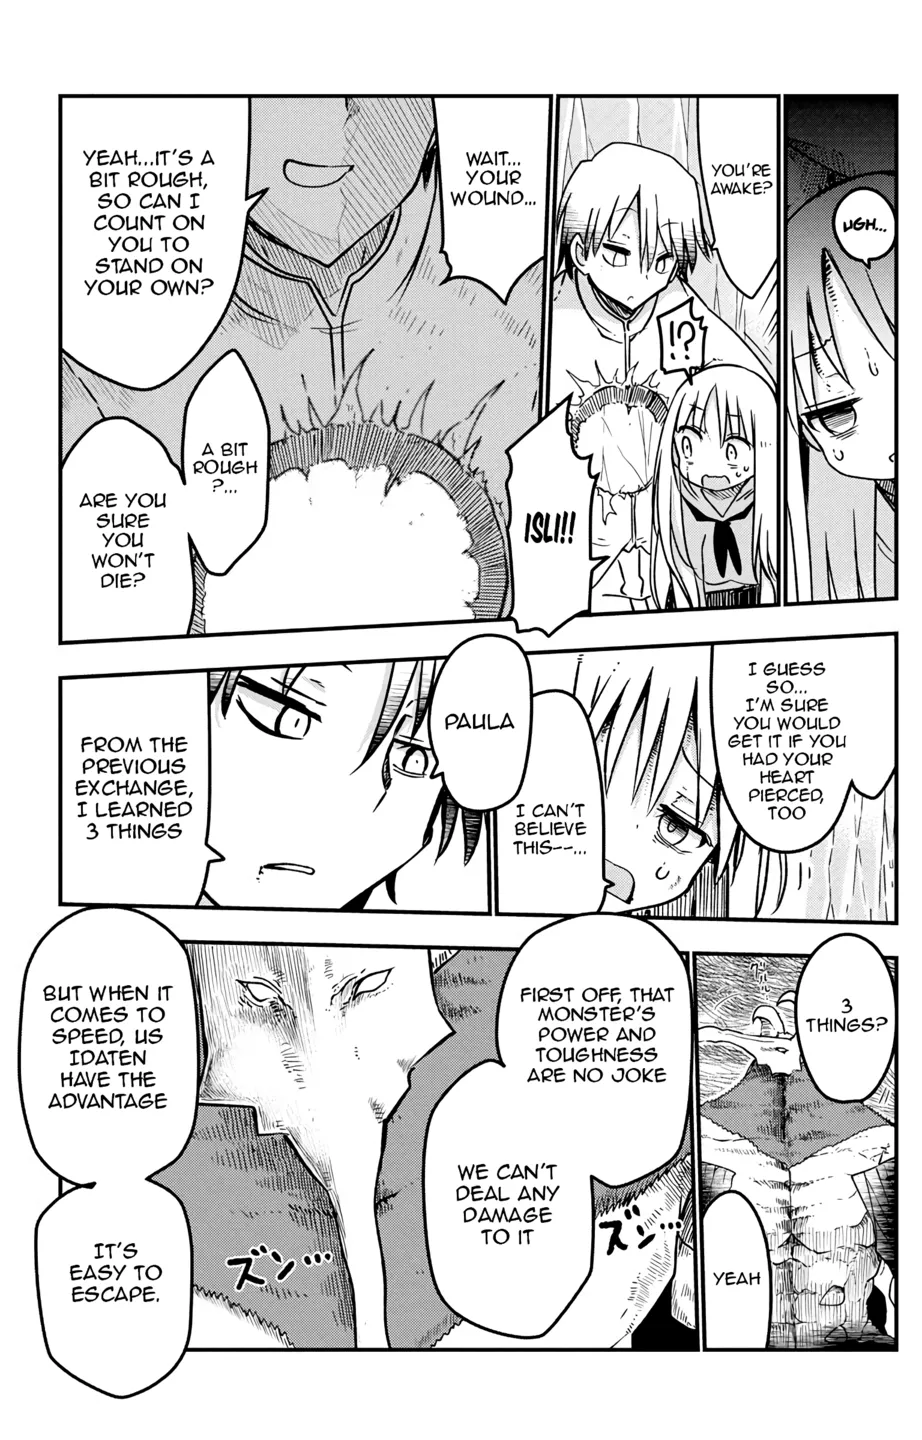 UGH...
YOU'RE
AWAKE?
!?
ISLI!!
WAIT...
YOUR
WOUND...
YEAH...IT'S A
BIT ROUGH,
SO CAN I
COUNT ON
YOU TO
STAND ON
YOUR OWN?
A BIT
ROUGH
?...
ARE YOU
SURE
YOU
WON'T
DIE?
I GUESS
SO...
I'M SURE
YOU WOULD
GET IT IF YOU
HAD YOUR
HEART
PIERCED,
TOO
I CAN'T
BELIEVE
THIS--...
PAULA
FROM THE
PREVIOUS
EXCHANGE,
I LEARNED
3 THINGS
3
THINGS?
YEAH
FIRST OFF, THAT
MONSTER'S
POWER AND
TOUGHNESS
ARE NO JOKE
WE CAN'T
DEAL ANY
DAMAGE
TO IT
ズン…
ズン…
BUT WHEN IT
COMES TO
SPEED, US
IDATEN
HAVE THE
ADVANTAGE
IT'S
EASY TO
ESCAPE.